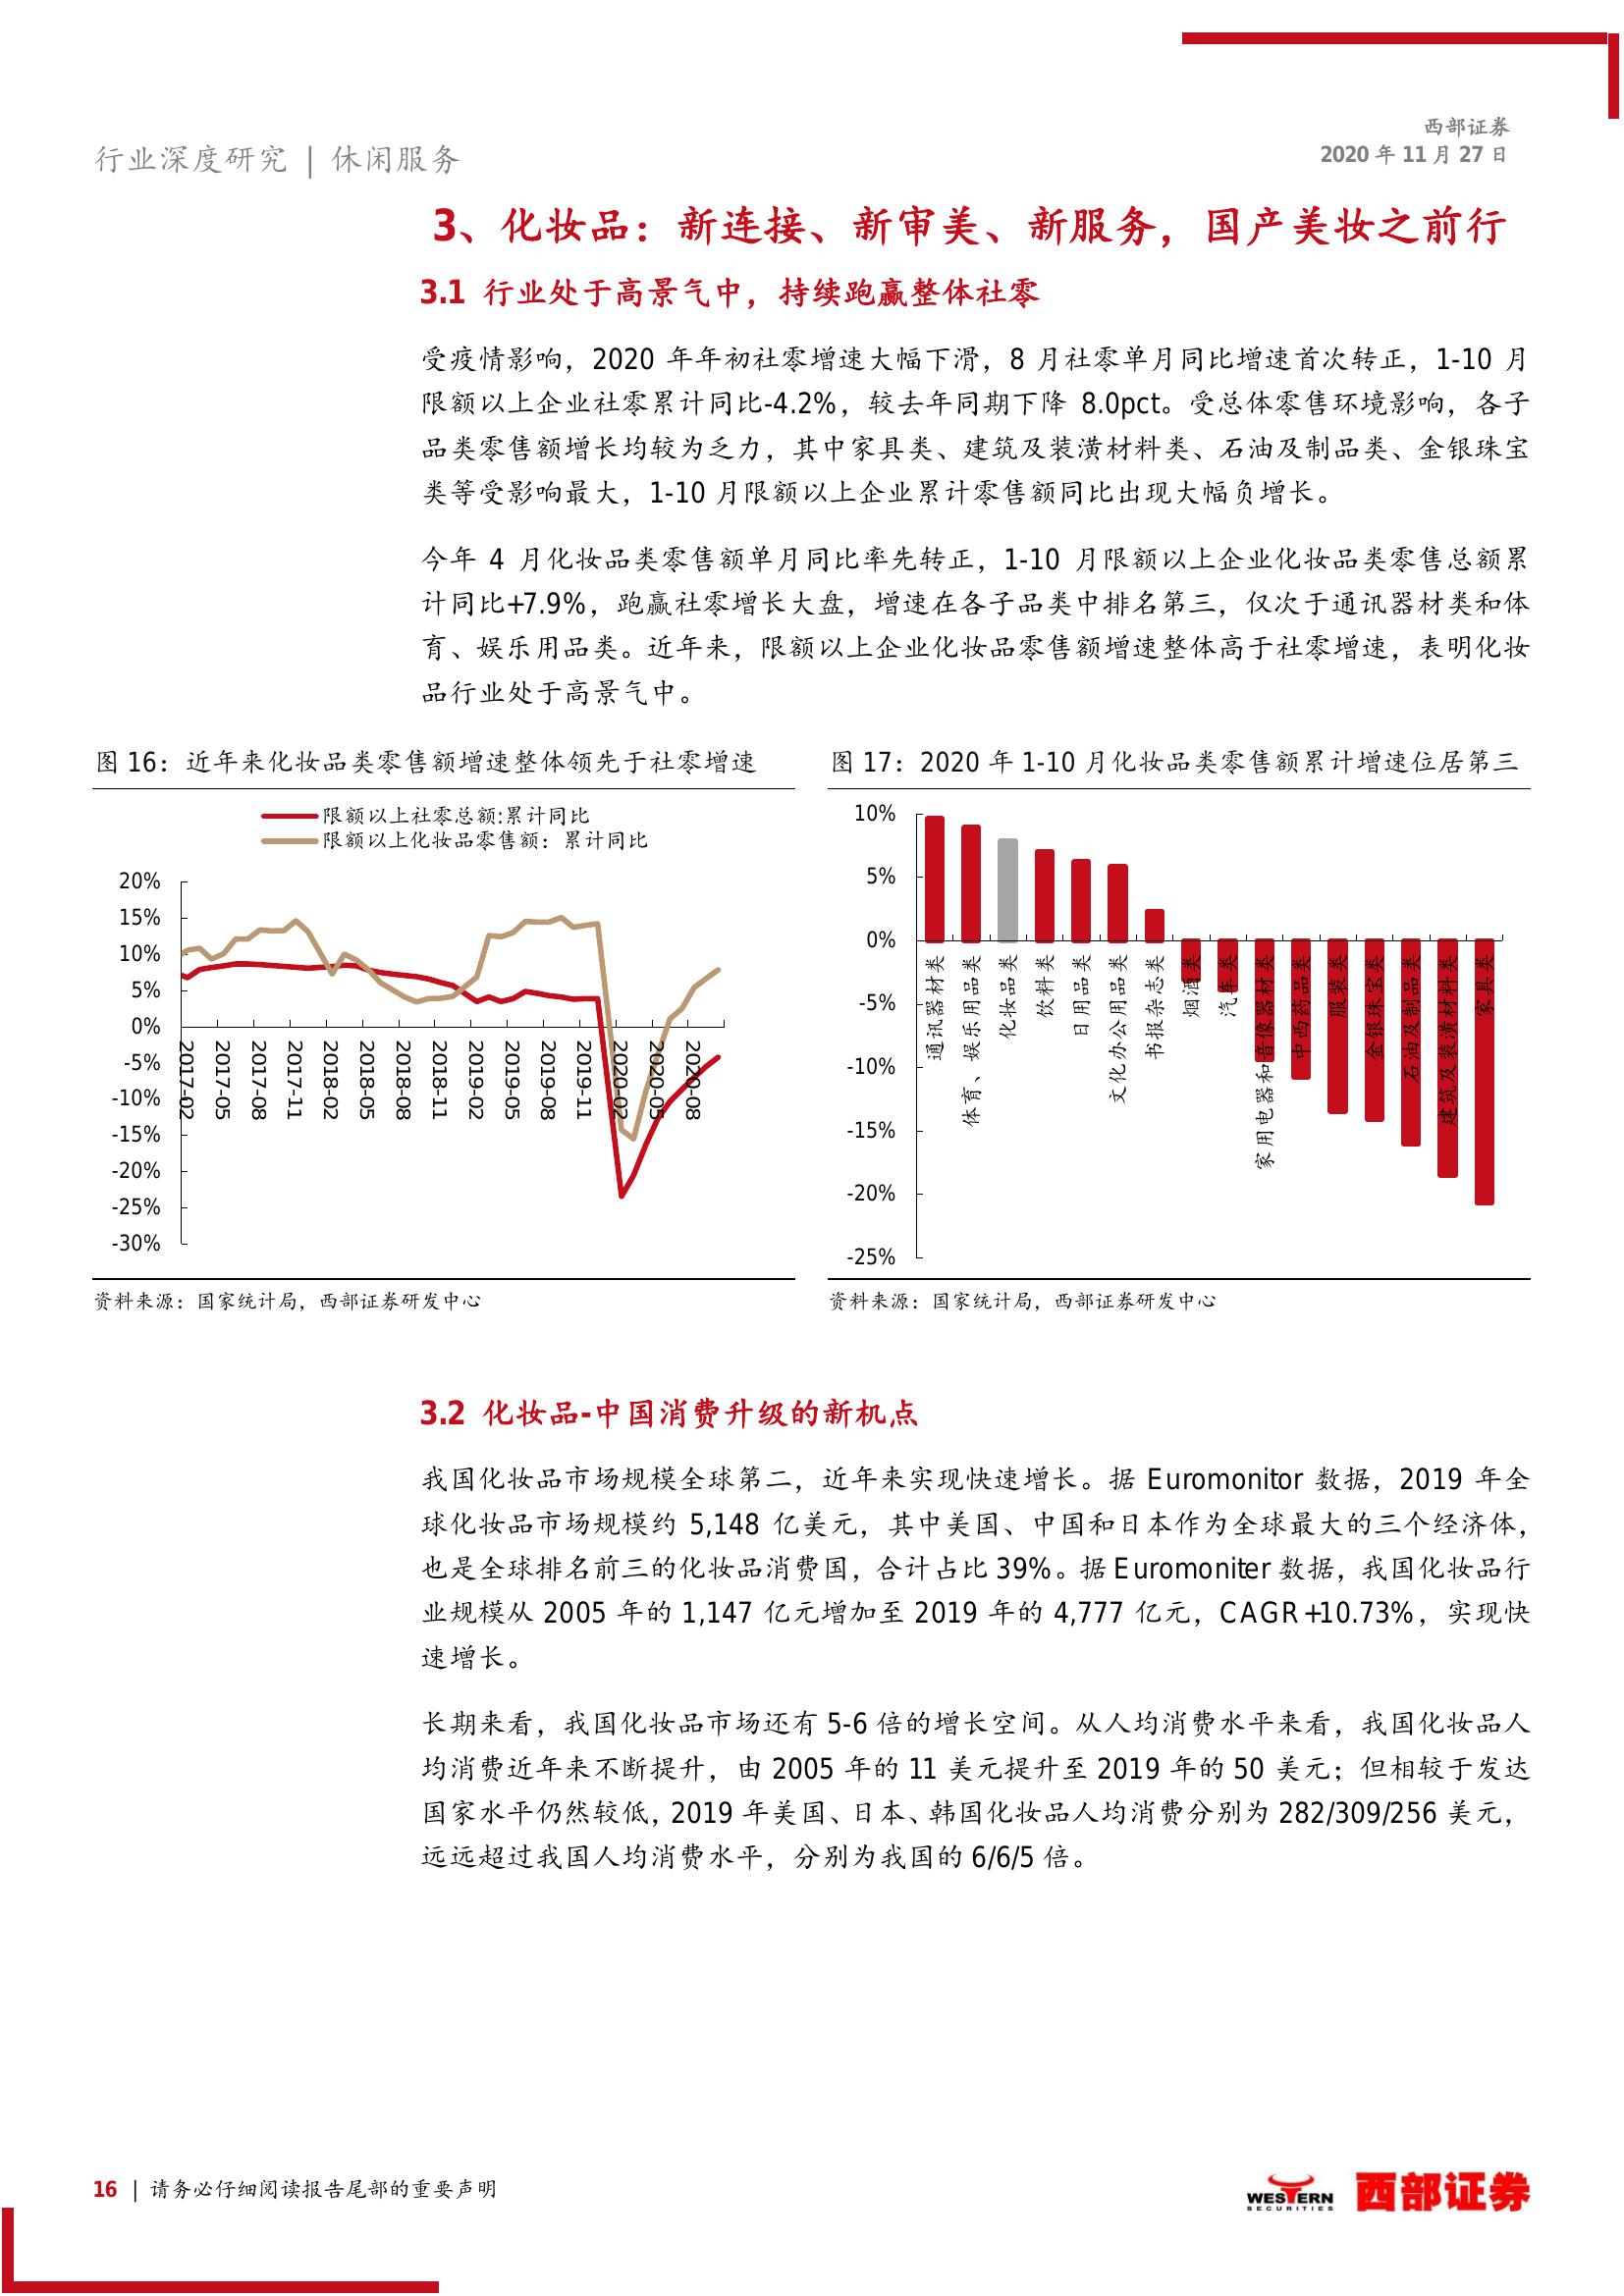 西部证券
2020 年 11 月 27 日
行业深度研究 | 休闲服务
3、化妆品：新连接、新审美、新服务，国产美妆之前行
3.1 行业处于高景气中，持续跑赢整体社零
受疫情影响，2020 年年初社零增速大幅下滑，8 月社零单月同比增速首次转正，1-10 月
限额以上企业社零累计同比-4.2%，较去年同期下降 8.0pct。受总体零售环境影响，各子
品类零售额增长均较为乏力，其中家具类、建筑及装潢材料类、石油及制品类、金银珠宝
类等受影响最大，1-10 月限额以上企业累计零售额同比出现大幅负增长。
今年 4 月化妆品类零售额单月同比率先转正，1-10 月限额以上企业化妆品类零售总额累
计同比+7.9%，跑赢社零增长大盘，增速在各子品类中排名第三，仅次于通讯器材类和体
育、娱乐用品类。近年来，限额以上企业化妆品零售额增速整体高于社零增速，表明化妆
品行业处于高景气中。
图 16：近年来化妆品类零售额增速整体领先于社零增速
限额以上社零总额:累计同比
限额以上化妆品零售额：累计同比
20%
15%
10%
5%
0%
-5%
-10%
-15%
-20%
-25%
-30%
2017-02
2017-05
2017-08
2017-11
2018-02
2018-05
2018-08
2018-11
2019-02
2019-05
2019-08
2019-11
2020-02
2020-05
2020-08
资料来源：国家统计局，西部证券研发中心
图 17：2020 年 1-10 月化妆品类零售额累计增速位居第三
10%
5%
0%
-5%
-10%
-15%
-20%
-25%
通讯器材类
体育、娱乐用品类
化妆品类
饮料类
日用品类
文化办公用品类
书报杂志类
烟酒类
汽车类
家用电器和音像器材类
中西药品类
服装类
金银珠宝类
石油及制品类
建筑及装潢材料类
家具类
资料来源：国家统计局，西部证券研发中心
3.2 化妆品-中国消费升级的新机点
我国化妆品市场规模全球第二，近年来实现快速增长。据 Euromonitor 数据，2019 年全
球化妆品市场规模约 5,148 亿美元，其中美国、中国和日本作为全球最大的三个经济体，
也是全球排名前三的化妆品消费国，合计占比 39%。据 Euromoniter 数据，我国化妆品行
业规模从 2005 年的 1,147 亿元增加至 2019 年的 4,777 亿元，CAGR+10.73%，实现快
速增长。
长期来看，我国化妆品市场还有 5-6 倍的增长空间。从人均消费水平来看，我国化妆品人
均消费近年来不断提升，由 2005 年的 11 美元提升至 2019 年的 50 美元；但相较于发达
国家水平仍然较低，2019 年美国、日本、韩国化妆品人均消费分别为 282/309/256 美元，
远远超过我国人均消费水平，分别为我国的 6/6/5 倍。
16 | 请务必仔细阅读报告尾部的重要声明
WESTERN
SECURITIES
西部证券